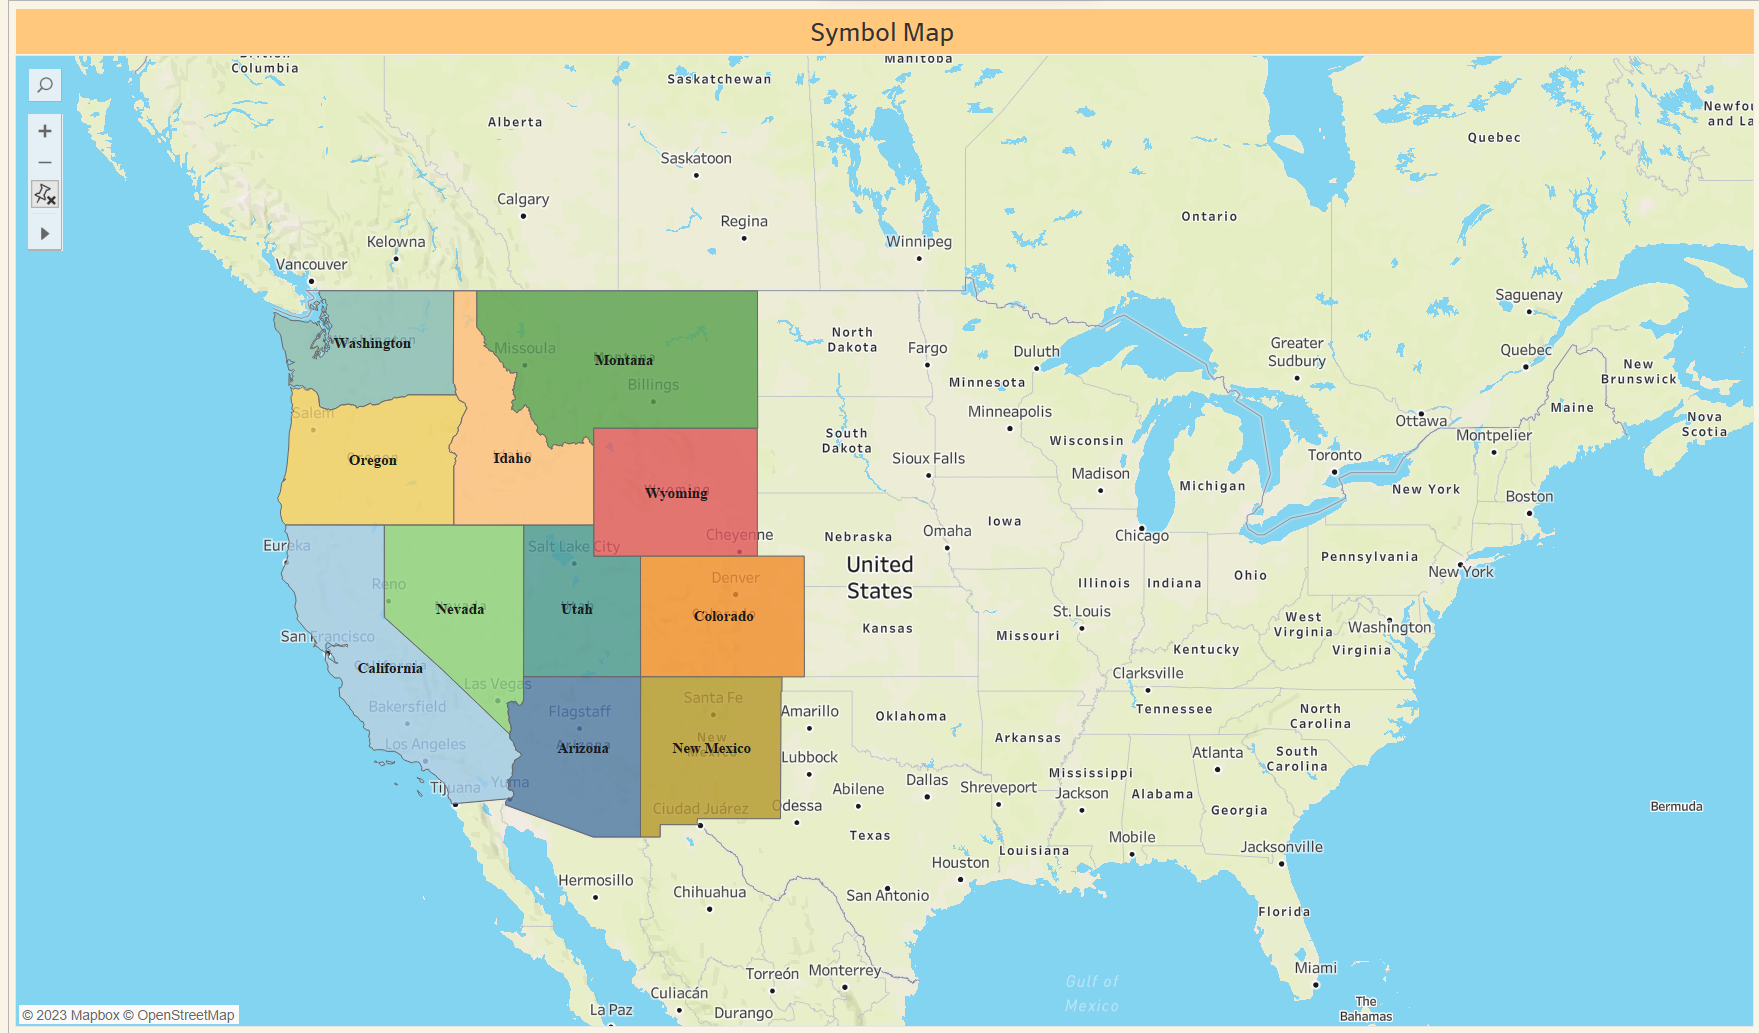 Symbol Map
British
Columbia
Manitoba
Saskatchewan
Newfou
and La
Alberta
Quebec
Saskatoon
Calgary
Ontario
Regina
Kelowna
Winnipeg
Vancouver
Saguenay
Washington
North
Dakota
Missoula
Montana
Billings
Fargo
Duluth
Greater
Sudbury
Quebec
New
Brunswick
Minnesota
Minneapolis
Maine
Nova
Scotia
Salem
South
Dakota
Wisconsin
Ottawa
Montpelier
Oregon
Idaho
Sioux Falls
Toronto
Madison
Michigan
New York
Wyoming
Boston
Iowa
Cheyenne
Nebraska
Omaha
Chicago
Eureka
Salt Lake City
Pennsylvania
United
States
Reno
Denver
Illinois
Indiana
Ohio
New York
Nevada
Utah
Colorado
St. Louis
Kansas
Missouri
West
Virginia
Washington
San Francisco
Kentucky
Virginia
California
Clarksville
Las Vegas
Santa Fe
Bakersfield
Flagstaff
Amarillo
Oklahoma
Tennessee
North
Carolina
Los Angeles
Arizona
New Mexico
New
Mexico
Arkansas
Atlanta
South
Carolina
Lubbock
Tijuana
Yuma
Mississippi
Abilene
Dallas
Shreveport
Jackson
Alabama
Georgia
Ciudad Juárez
Odessa
Bermuda
Texas
Louisiana
Mobile
Jacksonville
Houston
Hermosillo
Chihuahua
San Antonio
Florida
Torreón
Monterrey
Miami
Gulf of
Mexico
Culiacán
La Paz
Durango
The
Bahamas
© 2023 Mapbox © OpenStreetMap